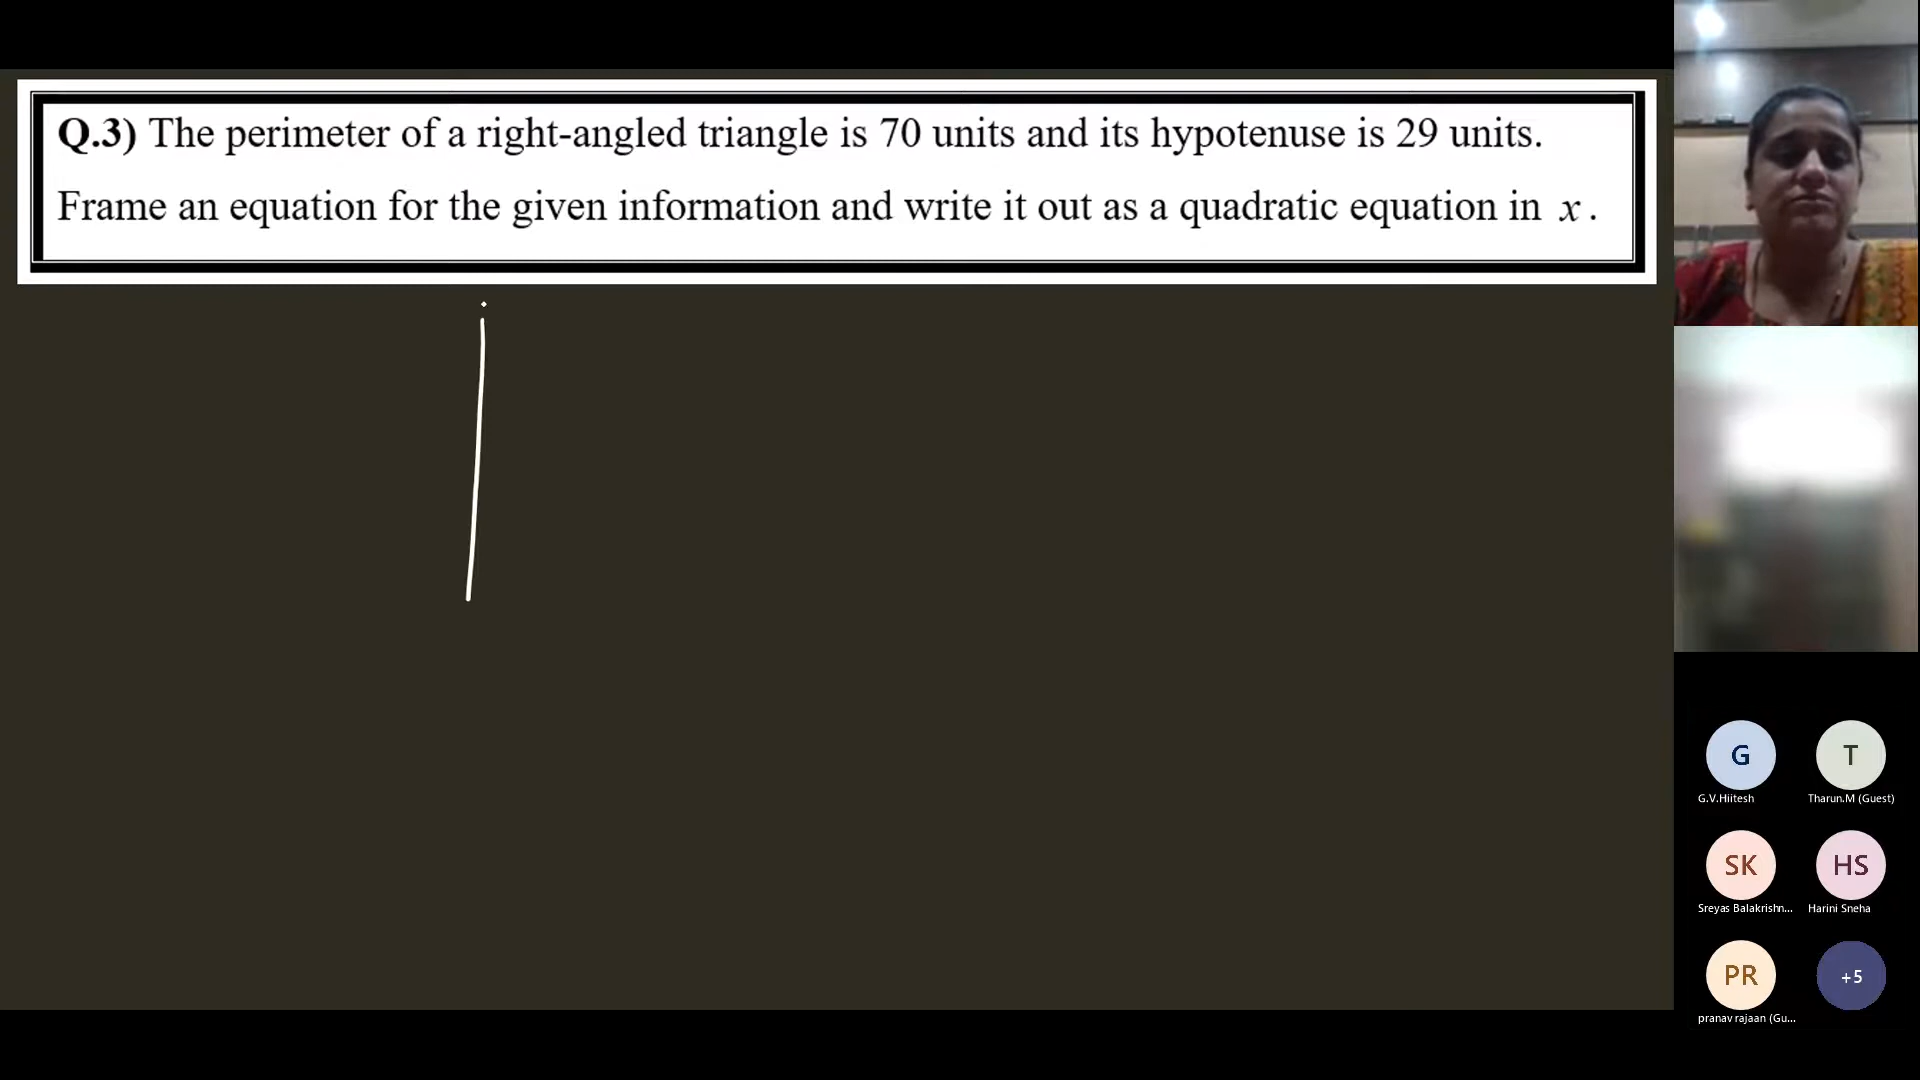 Q.3) The perimeter of a right-angled triangle is 70 units and its hypotenuse is 29 units.
Frame an equation for the given information and write it out as a quadratic equation in x.
G
T
G.V.Hiitesh
Tharun.M (Guest)
SK
HS
Sreyas Balakrishn...
Harini Sneha
PR
+5
pranav rajaan (Gu...